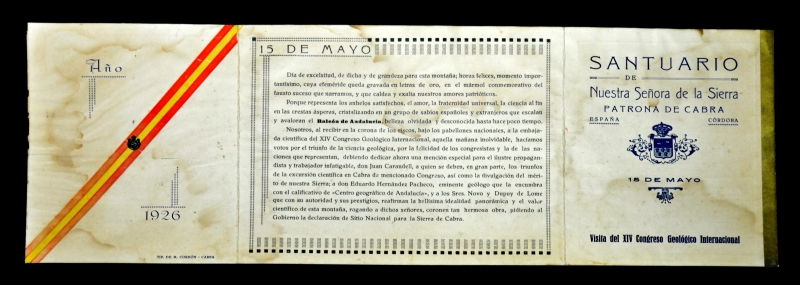 Año
1926
TIP. DE M. CORDÓN - CABRA
15 DE MAYO
Día de excelsitud, de dicha y de grandeza para esta montaña; horas felices, momento impor-
tantísimo, cuya efeméride queda gravada en letras de oro, en el mármol conmemorativo del
fausto suceso que narramos, y que caldea y exalta nuestros amores patrióticos.
Porque representa los anhelos satisfechos, el amor, la fraternidad universal, la ciencia al fin
en las crestas ásperas, cristalizando en un grupo de sabios españoles y extranjeros que escalan
y avaloran el Balcón de Andalucía, belleza olvidada y desconocida hasta hace poco tiempo.
Nosotros, al recibir en la corona de los riscos, bajo los pabellones nacionales, a la embaja-
da científica del XIV Congreso Geológico Internacional, aquella mañana inolvidable, hacíamos
votos por el triunfo de la ciencia geológica, por la felicidad de los congresistas y la de las na-
ciones que representan, debiendo dedicar ahora una mención especial para el ilustre propagan-
dista y trabajador infatigable, don Juan Carandell, a quien se deben, en gran parte, los triunfos
de la excursión científica en Cabra de mencionado Congreso, así como la divulgación del méri-
to de nuestra Sierra; a don Eduardo Hernández Pacheco, eminente geólogo que la encumbra
con el calificativo de «Centro geográfico de Andalucía», y a los Sres. Novo y Dupuy de Lome
que con su autoridad y sus prestigios, reafirman la bellísima idealidad panorámica y el valor
científico de esta montaña, rogando a dichos señores, coronen tan hermosa obra, pidiendo al
Gobierno la declaración de Sitio Nacional para la Sierra de Cabra.
SANTUARIO
DE
Nuestra Señora de la Sierra
PATRONA DE CABRA
ESPAÑA CÓRDOBA
15 DE MAYO
Visita del XIV Congreso Geológico Internacional